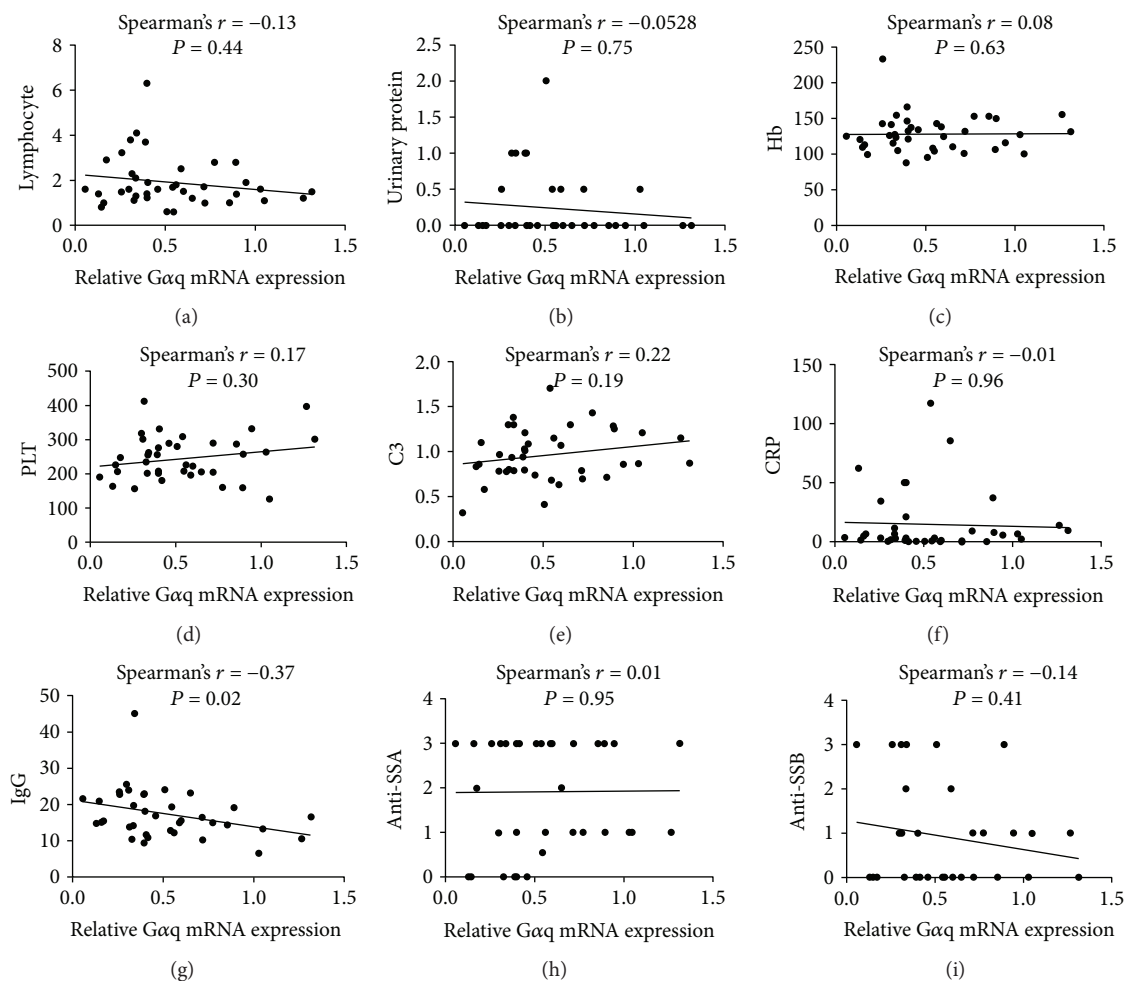 Spearman's r = −0.13
P = 0.44
8
6
4
2
0
Lymphocyte
0.0 0.5 1.0 1.5
Relative Gαq mRNA expression
(a)
Spearman's r = −0.0528
P = 0.75
2.5
2.0
1.5
1.0
0.5
0.0
Urinary protein
0.0 0.5 1.0 1.5
Relative Gαq mRNA expression
(b)
Spearman's r = 0.08
P = 0.63
250
200
150
100
50
0
Hb
0.0 0.5 1.0 1.5
Relative Gαq mRNA expression
(c)
Spearman's r = 0.17
P = 0.30
500
400
300
200
100
0
PLT
0.0 0.5 1.0 1.5
Relative Gαq mRNA expression
(d)
Spearman's r = 0.22
P = 0.19
2.0
1.5
1.0
0.5
0.0
C3
0.0 0.5 1.0 1.5
Relative Gαq mRNA expression
(e)
Spearman's r = −0.01
P = 0.96
150
100
50
0
CRP
0.0 0.5 1.0 1.5
Relative Gαq mRNA expression
(f)
Spearman's r = −0.37
P = 0.02
50
40
30
20
10
0
IgG
0.0 0.5 1.0 1.5
Relative Gαq mRNA expression
(g)
Spearman's r = 0.01
P = 0.95
4
3
2
1
0
Anti-SSA
0.0 0.5 1.0 1.5
Relative Gαq mRNA expression
(h)
Spearman's r = −0.14
P = 0.41
4
3
2
1
0
Anti-SSB
0.0 0.5 1.0 1.5
Relative Gαq mRNA expression
(i)